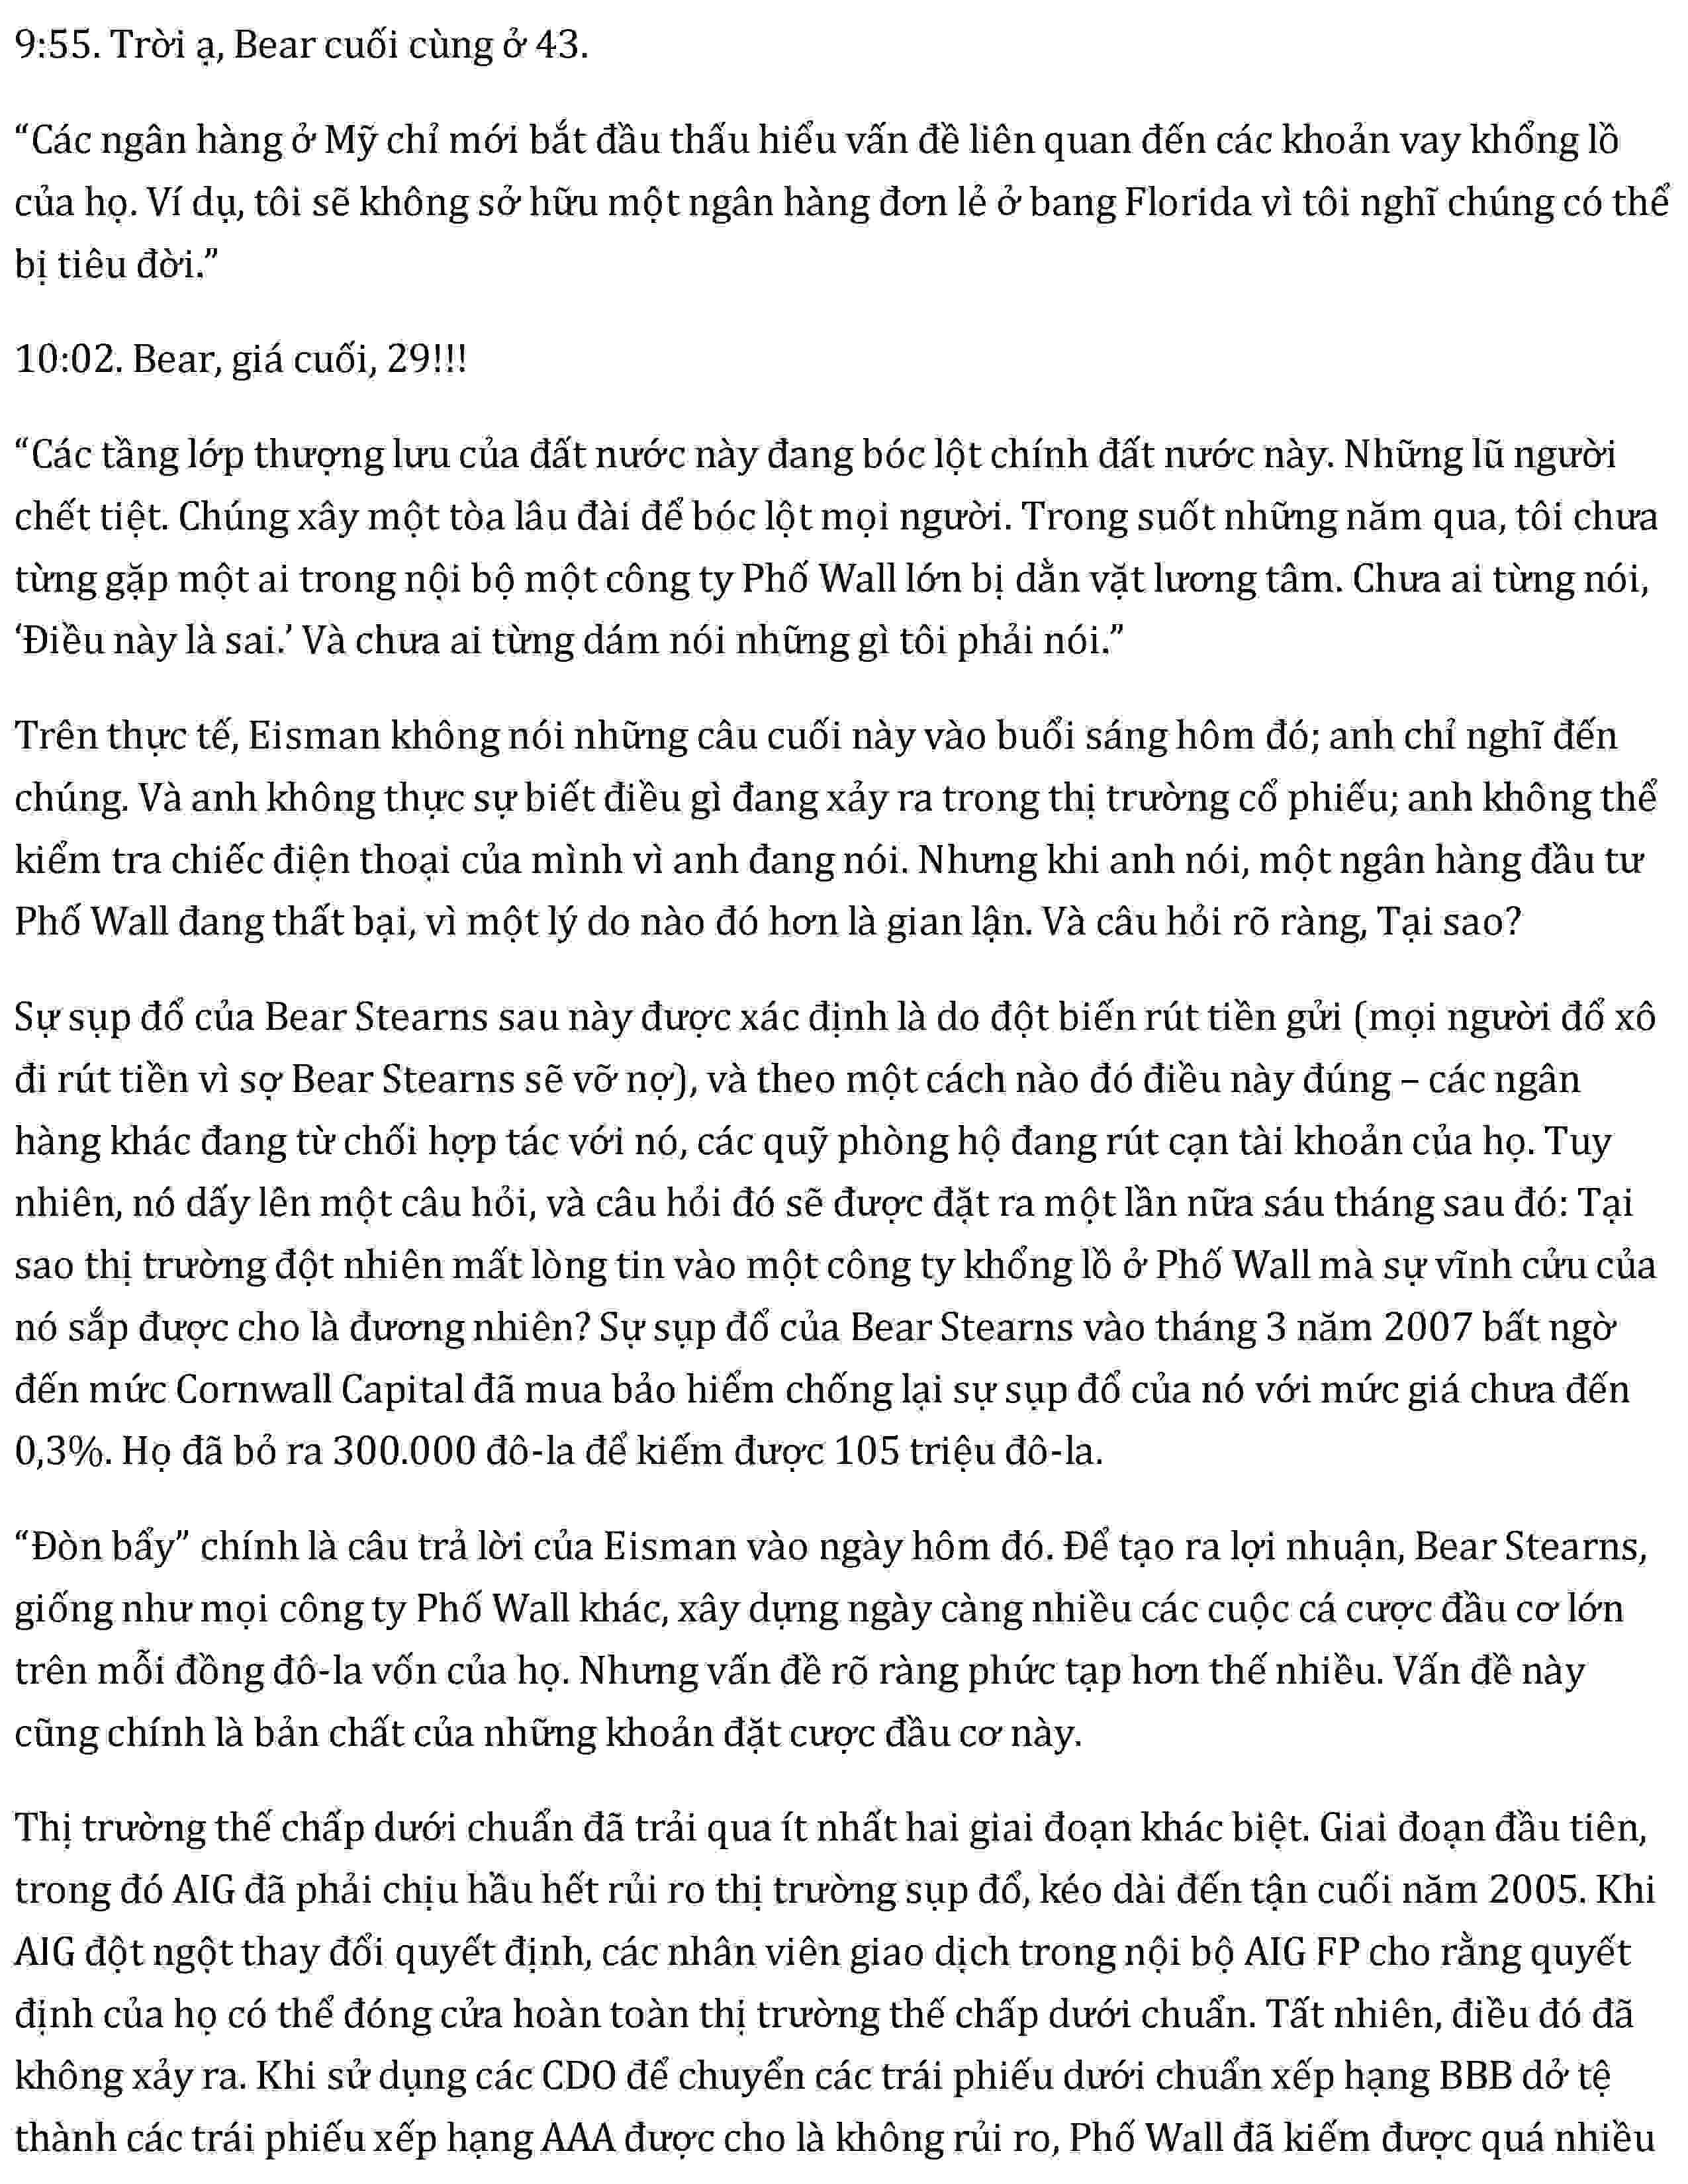 9:55. Trời ạ, Bear cuối cùng ở 43.
“Các ngân hàng ở Mỹ chỉ mới bắt đầu thấu hiểu vấn đề liên quan đến các khoản vay khổng lồ
của họ. Ví dụ, tôi sẽ không sở hữu một ngân hàng đơn lẻ ở bang Florida vì tôi nghĩ chúng có thể
bị tiêu đời.”
10:02. Bear, giá cuối, 29!!!
“Các tầng lớp thượng lưu của đất nước này đang bóc lột chính đất nước này. Những lũ người
chết tiệt. Chúng xây một tòa lâu đài để bóc lột mọi người. Trong suốt những năm qua, tôi chưa
từng gặp một ai trong nội bộ một công ty Phố Wall lớn bị dằn vặt lương tâm. Chưa ai từng nói,
‘Điều này là sai.’ Và chưa ai từng dám nói những gì tôi phải nói.”
Trên thực tế, Eisman không nói những câu cuối này vào buổi sáng hôm đó; anh chỉ nghĩ đến
chúng. Và anh không thực sự biết điều gì đang xảy ra trong thị trường cổ phiếu; anh không thể
kiểm tra chiếc điện thoại của mình vì anh đang nói. Nhưng khi anh nói, một ngân hàng đầu tư
Phố Wall đang thất bại, vì một lý do nào đó hơn là gian lận. Và câu hỏi rõ ràng, Tại sao?
Sự sụp đổ của Bear Stearns sau này được xác định là do đột biến rút tiền gửi (mọi người đổ xô
đi rút tiền vì sợ Bear Stearns sẽ vỡ nợ), và theo một cách nào đó điều này đúng – các ngân
hàng khác đang từ chối hợp tác với nó, các quỹ phòng hộ đang rút cạn tài khoản của họ. Tuy
nhiên, nó dấy lên một câu hỏi, và câu hỏi đó sẽ được đặt ra một lần nữa sáu tháng sau đó: Tại
sao thị trường đột nhiên mất lòng tin vào một công ty khổng lồ ở Phố Wall mà sự vĩnh cửu của
nó sắp được cho là đương nhiên? Sự sụp đổ của Bear Stearns vào tháng 3 năm 2007 bất ngờ
đến mức Cornwall Capital đã mua bảo hiểm chống lại sự sụp đổ của nó với mức giá chưa đến
0,3%. Họ đã bỏ ra 300.000 đô-la để kiếm được 105 triệu đô-la.
“Đòn bẩy” chính là câu trả lời của Eisman vào ngày hôm đó. Để tạo ra lợi nhuận, Bear Stearns,
giống như mọi công ty Phố Wall khác, xây dựng ngày càng nhiều các cuộc cá cược đầu cơ lớn
trên mỗi đồng đô-la vốn của họ. Nhưng vấn đề rõ ràng phức tạp hơn thế nhiều. Vấn đề này
cũng chính là bản chất của những khoản đặt cược đầu cơ này.
Thị trường thế chấp dưới chuẩn đã trải qua ít nhất hai giai đoạn khác biệt. Giai đoạn đầu tiên,
trong đó AIG đã phải chịu hầu hết rủi ro thị trường sụp đổ, kéo dài đến tận cuối năm 2005. Khi
AIG đột ngột thay đổi quyết định, các nhân viên giao dịch trong nội bộ AIG FP cho rằng quyết
định của họ có thể đóng cửa hoàn toàn thị trường thế chấp dưới chuẩn. Tất nhiên, điều đó đã
không xảy ra. Khi sử dụng các CDO để chuyển các trái phiếu dưới chuẩn xếp hạng BBB dở tệ
thành các trái phiếu xếp hạng AAA được cho là không rủi ro, Phố Wall đã kiếm được quá nhiều